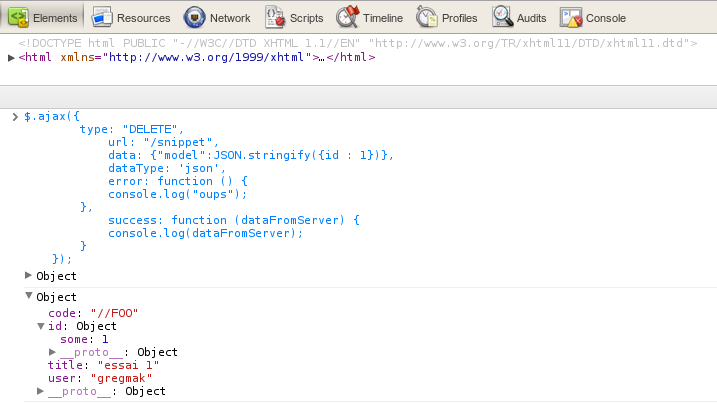 Elements Resources Network Scripts Timeline Profiles Audits Console
<!DOCTYPE html PUBLIC "-//W3C//DTD XHTML 1.1//EN" "http://www.w3.org/TR/xhtml11/DTD/xhtml11.dtd">
▶<html xmlns="http://www.w3.org/1999/xhtml">…</html>
> $.ajax({
type: "DELETE",
url: "/snippet",
data: {"model":JSON.stringify({id : 1})},
dataType: 'json',
error: function () {
console.log("oups");
},
success: function (dataFromServer) {
console.log(dataFromServer);
}
});
▶ Object
▼ Object
code: "//FOO"
▼ id: Object
some: 1
▶ __proto__: Object
title: "essai 1"
user: "gregmak"
▶ __proto__: Object